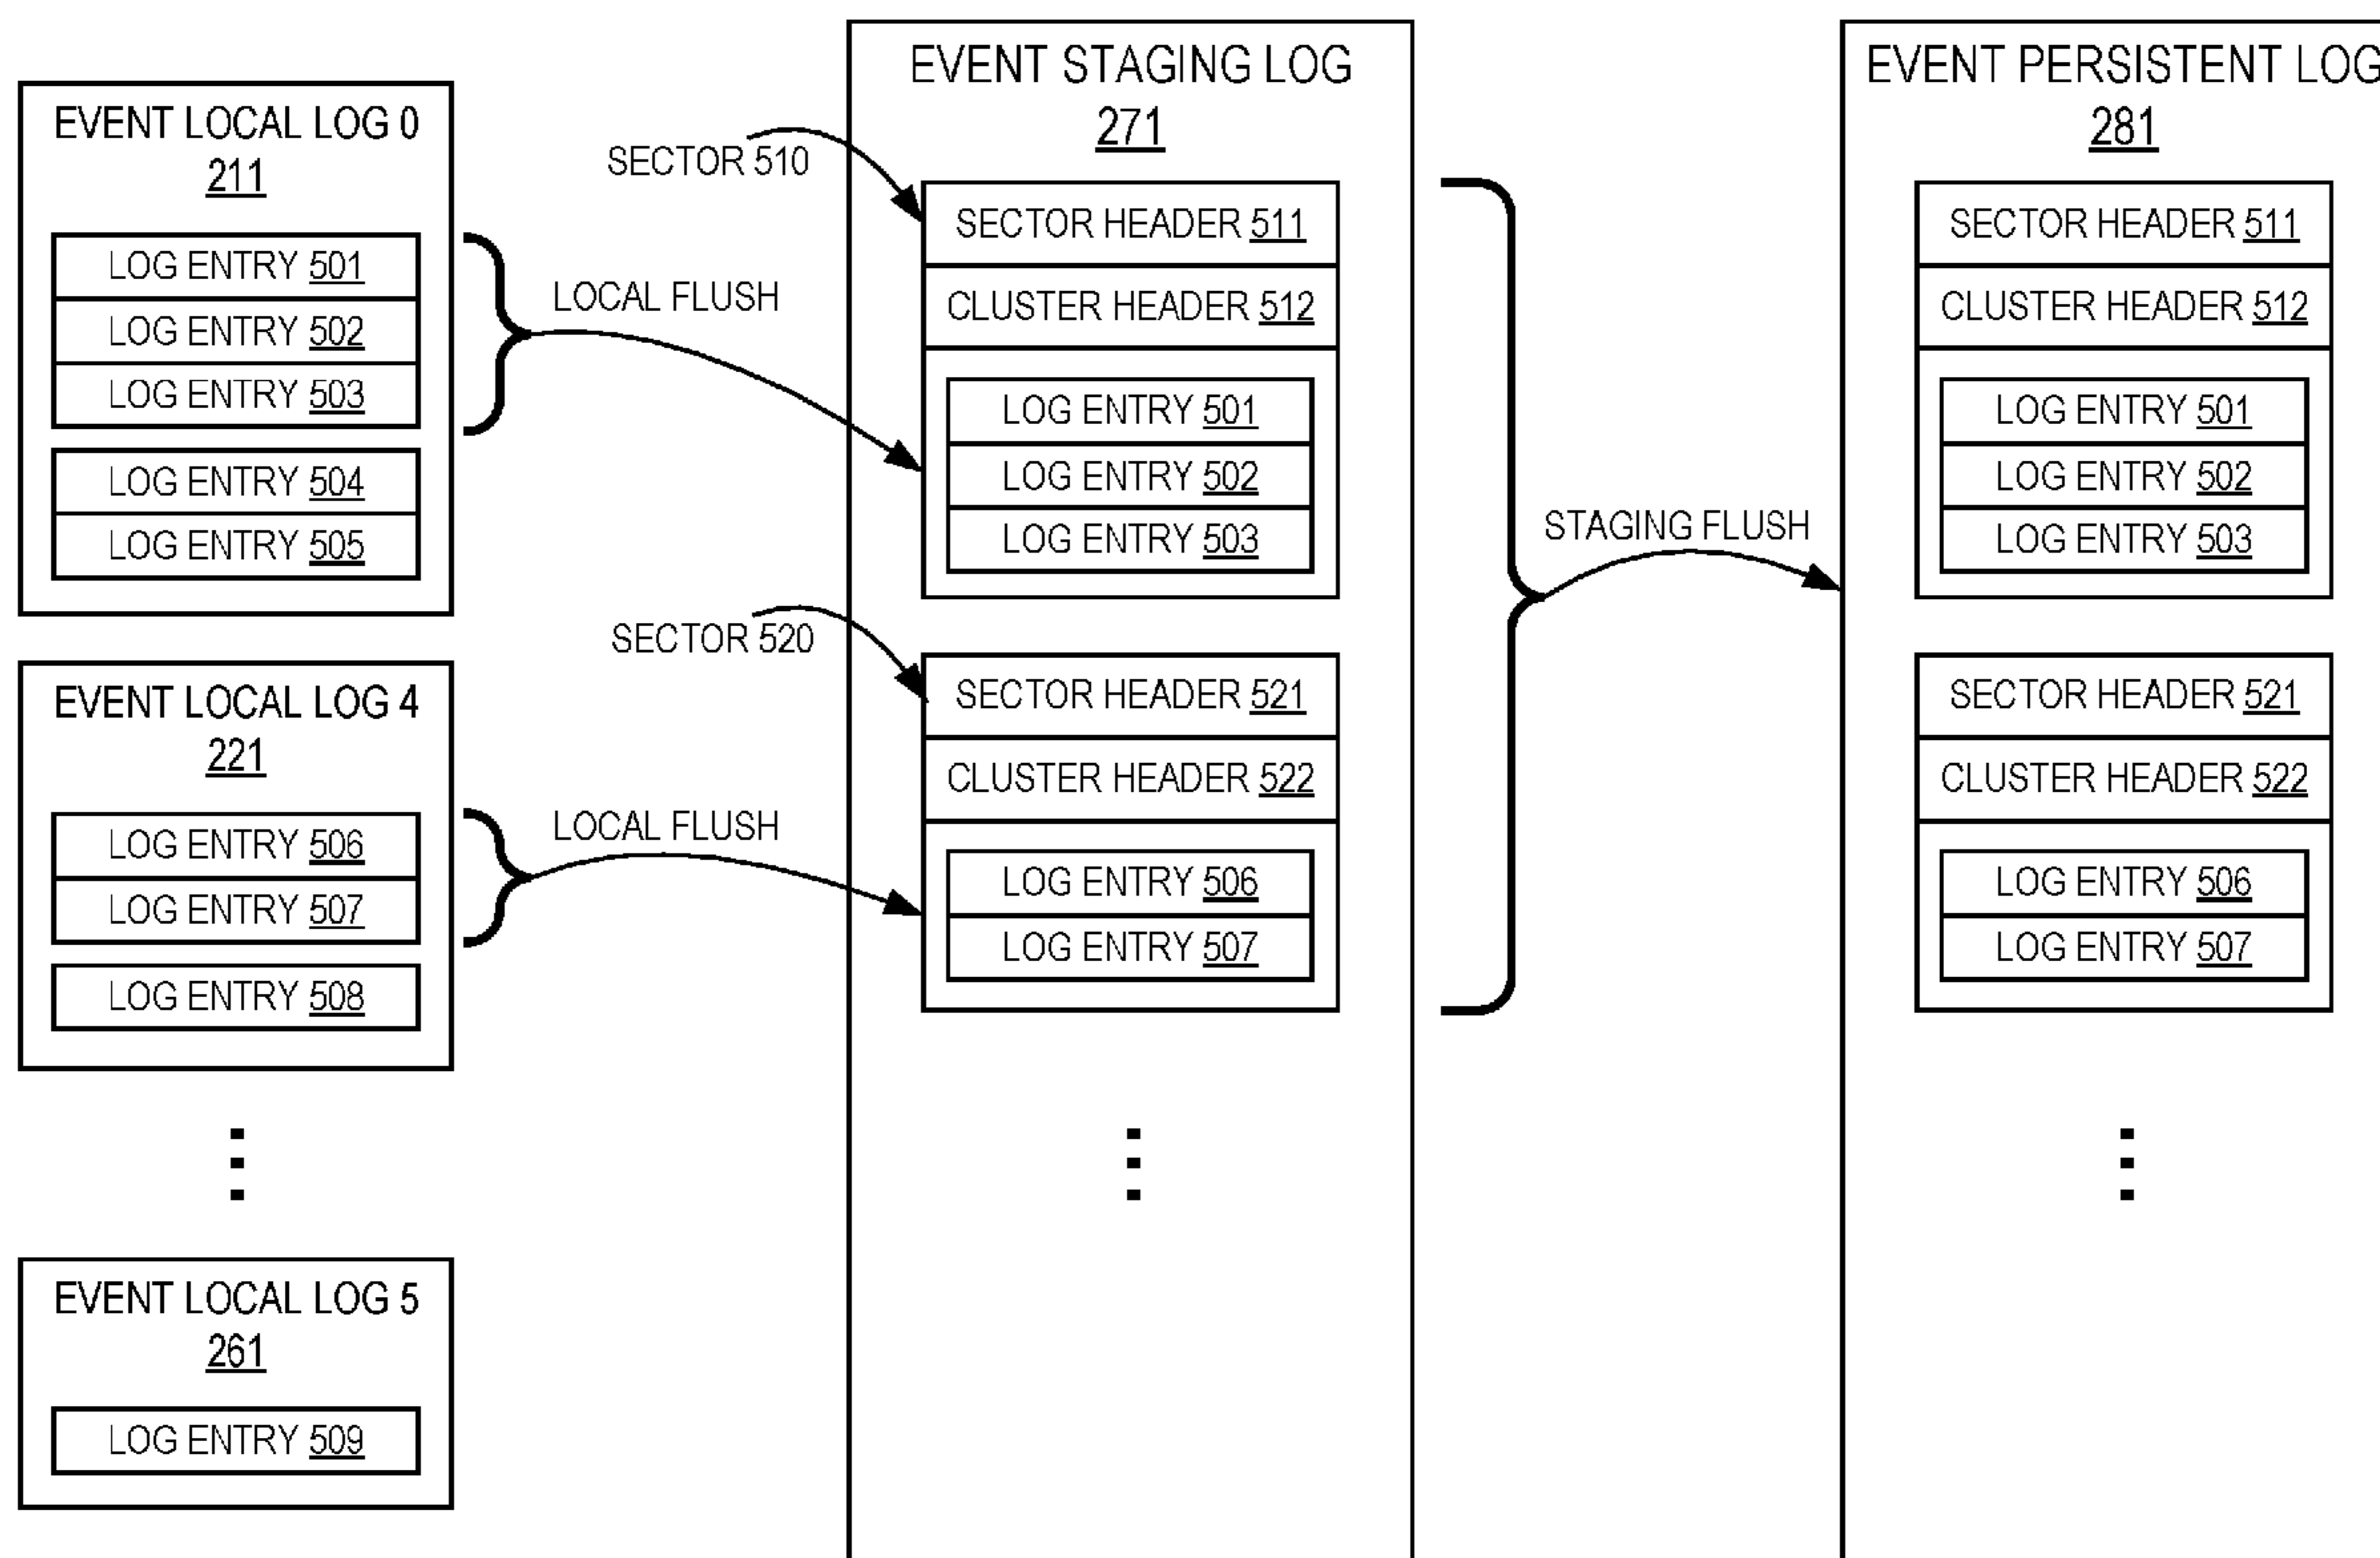 EVENT LOCAL LOG 0
211
LOG ENTRY 501
LOG ENTRY 502
LOG ENTRY 503
LOG ENTRY 504
LOG ENTRY 505
EVENT LOCAL LOG 4
221
LOG ENTRY 506
LOG ENTRY 507
LOG ENTRY 508
EVENT LOCAL LOG 5
261
LOG ENTRY 509
SECTOR 510
LOCAL FLUSH
SECTOR 520
LOCAL FLUSH
EVENT STAGING LOG
271
SECTOR HEADER 511
CLUSTER HEADER 512
LOG ENTRY 501
LOG ENTRY 502
LOG ENTRY 503
SECTOR HEADER 521
CLUSTER HEADER 522
LOG ENTRY 506
LOG ENTRY 507
STAGING FLUSH
EVENT PERSISTENT LOG
281
SECTOR HEADER 511
CLUSTER HEADER 512
LOG ENTRY 501
LOG ENTRY 502
LOG ENTRY 503
SECTOR HEADER 521
CLUSTER HEADER 522
LOG ENTRY 506
LOG ENTRY 507